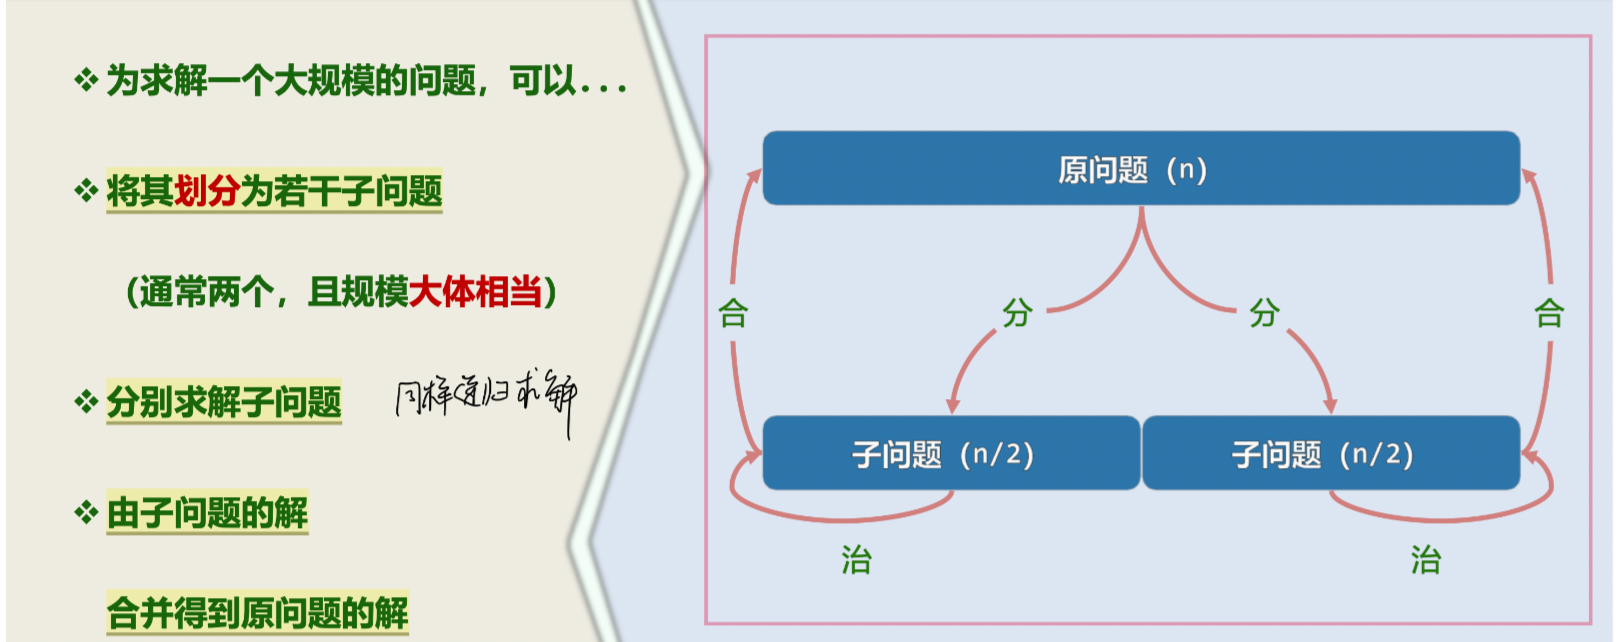 为求解一个大规模的问题，可以...
将其划分为若干子问题
（通常两个，且规模大体相当）
分别求解子问题
同样递归求解
由子问题的解
合并得到原问题的解
原问题（n）
合
分
分
合
子问题（n/2）
子问题（n/2）
治
治